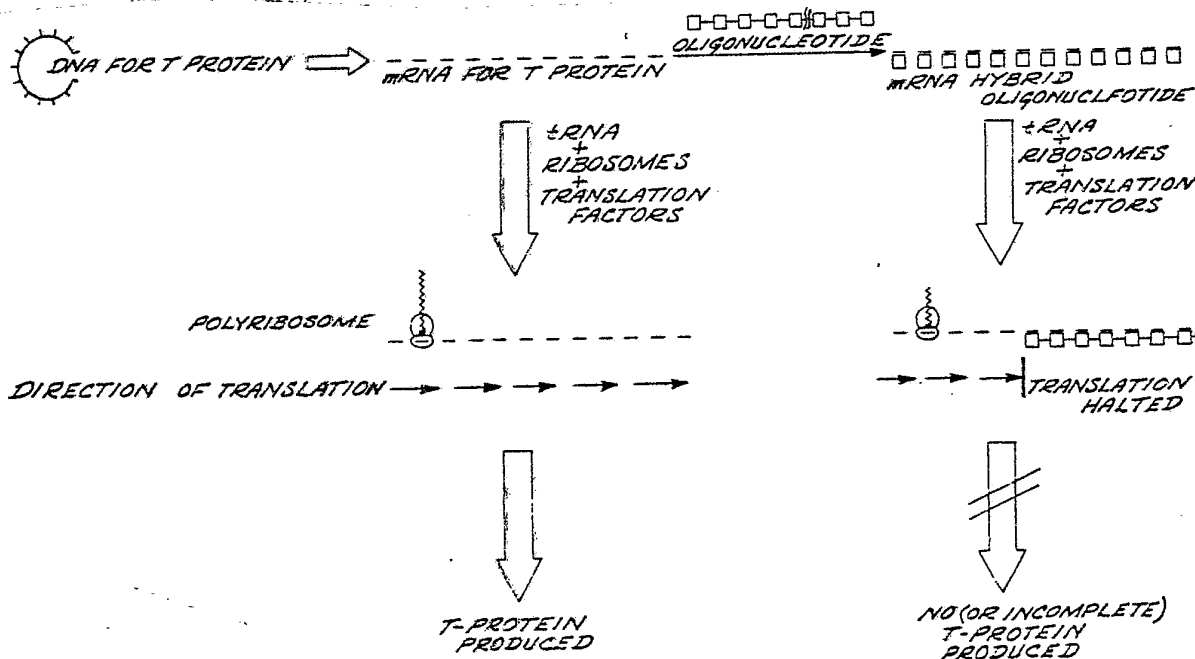 DNA FOR T PROTEIN
mRNA FOR T PROTEIN
OLIGONUCLEOTIDE
mRNA HYBRID
OLIGONUCLFOTIDE
tRNA
+
RIBOSOMES
+
TRANSLATION
FACTORS
tRNA
+
RIBOSOMES
+
TRANSLATION
FACTORS
POLYRIBOSOME
DIRECTION OF TRANSLATION
TRANSLATION
HALTED
T-PROTEIN
PRODUCED
NO (OR INCOMPLETE)
T-PROTEIN
PRODUCED